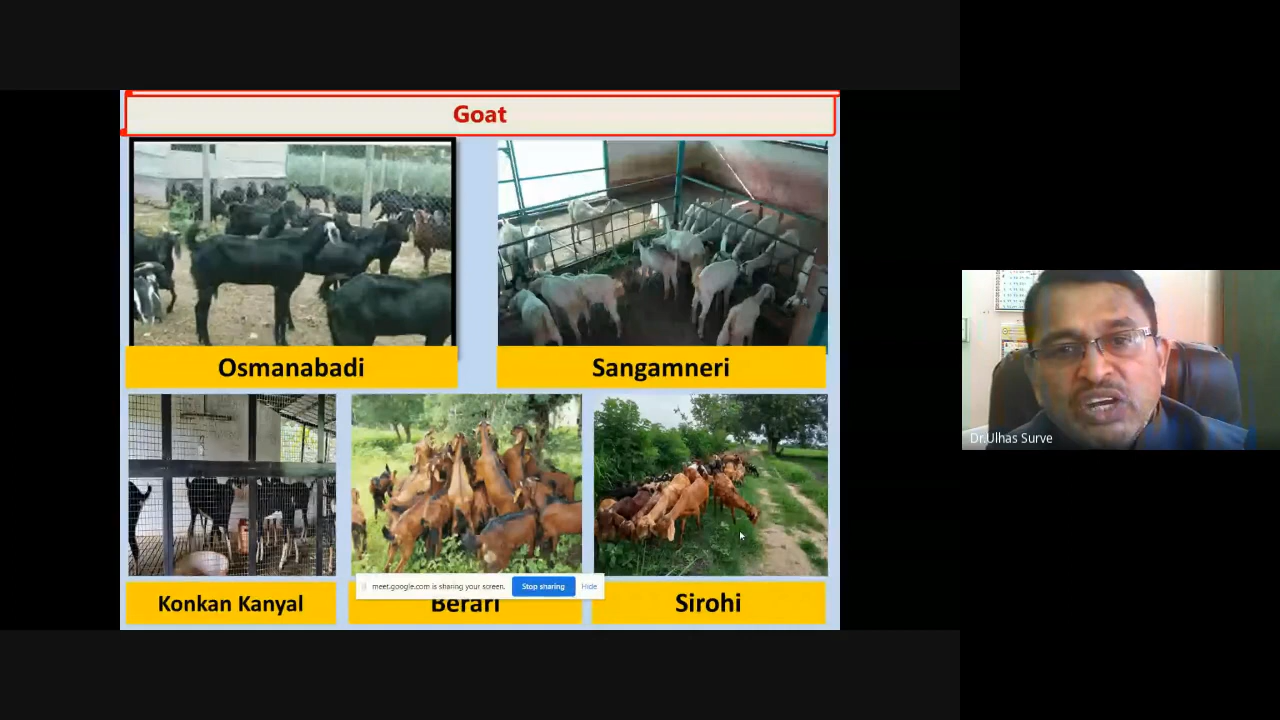 Goat
Osmanabadi
Sangamneri
Konkan Kanyal
Berari
Sirohi
meet.google.com is sharing your screen.
Stop sharing
Hide
Dr.Ulhas Surve